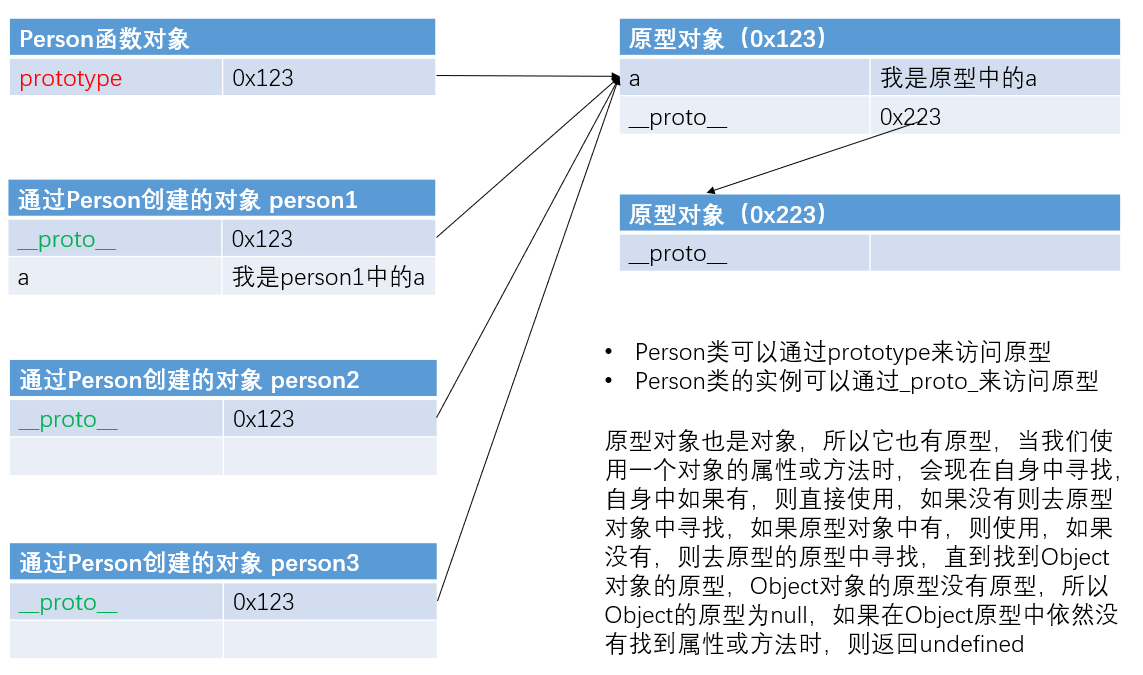 Person函数对象
prototype 0x123
通过Person创建的对象 person1
__proto__ 0x123
a 我是person1中的a
通过Person创建的对象 person2
__proto__ 0x123
通过Person创建的对象 person3
__proto__ 0x123
原型对象（0x123）
a 我是原型中的a
__proto__ 0x223
原型对象（0x223）
__proto__
• Person类可以通过prototype来访问原型
• Person类的实例可以通过_proto_来访问原型
原型对象也是对象，所以它也有原型，当我们使
用一个对象的属性或方法时，会现在自身中寻找，
自身中如果有，则直接使用，如果没有则去原型
对象中寻找，如果原型对象中有，则使用，如果
没有，则去原型的原型中寻找，直到找到Object
对象的原型，Object对象的原型没有原型，所以
Object的原型为null，如果在Object原型中依然没
有找到属性或方法时，则返回undefined